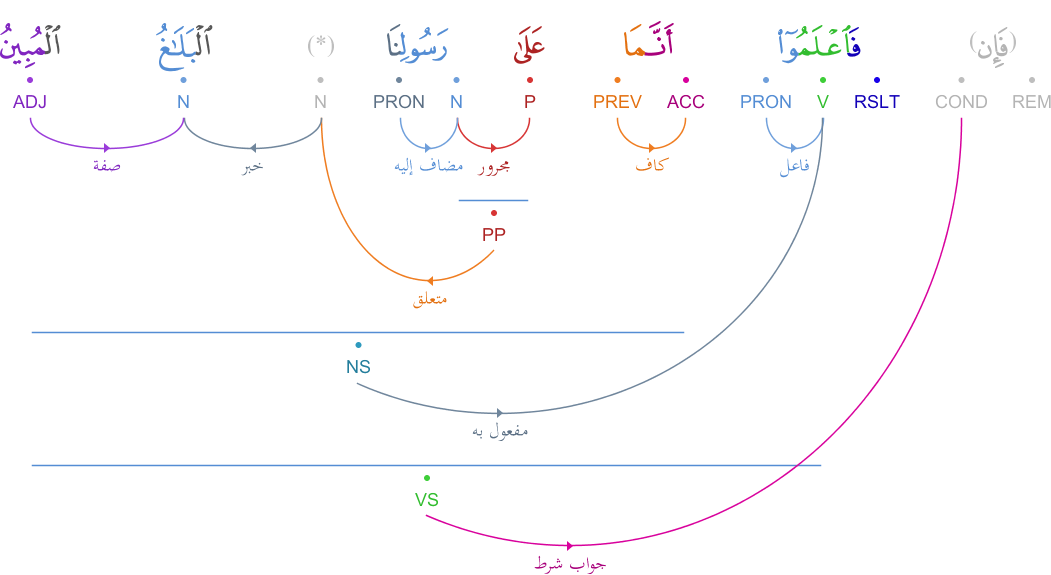 (فَإِن) فَٱعْلَمُوٓا۟ أَنَّمَا عَلَىٰ رَسُولِنَا (*) ٱلْبَلَـٰغُ ٱلْمُبِينُ
REM COND RSLT V PRON ACC PREV P N PRON N N ADJ
فاعل كاف مجرور مضاف إليه خبر صفة
PP
متعلق
NS
مفعول به
VS
جواب شرط